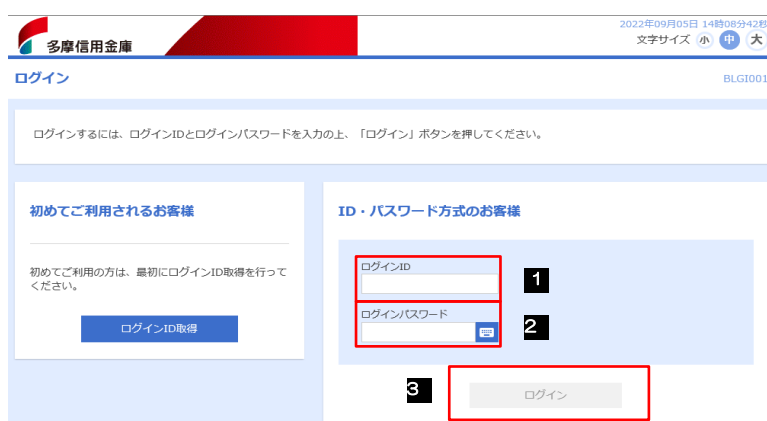 多摩信用金庫
2022年09月05日 14時08分42秒
文字サイズ 小 中 大
ログイン
BLGI001
ログインするには、ログインIDとログインパスワードを入力の上、「ログイン」ボタンを押してください。
初めてご利用されるお客様
初めてご利用の方は、最初にログインID取得を行って
ください。
ログインID取得
ID・パスワード方式のお客様
ログインID
1
ログインパスワード
2
3
ログイン